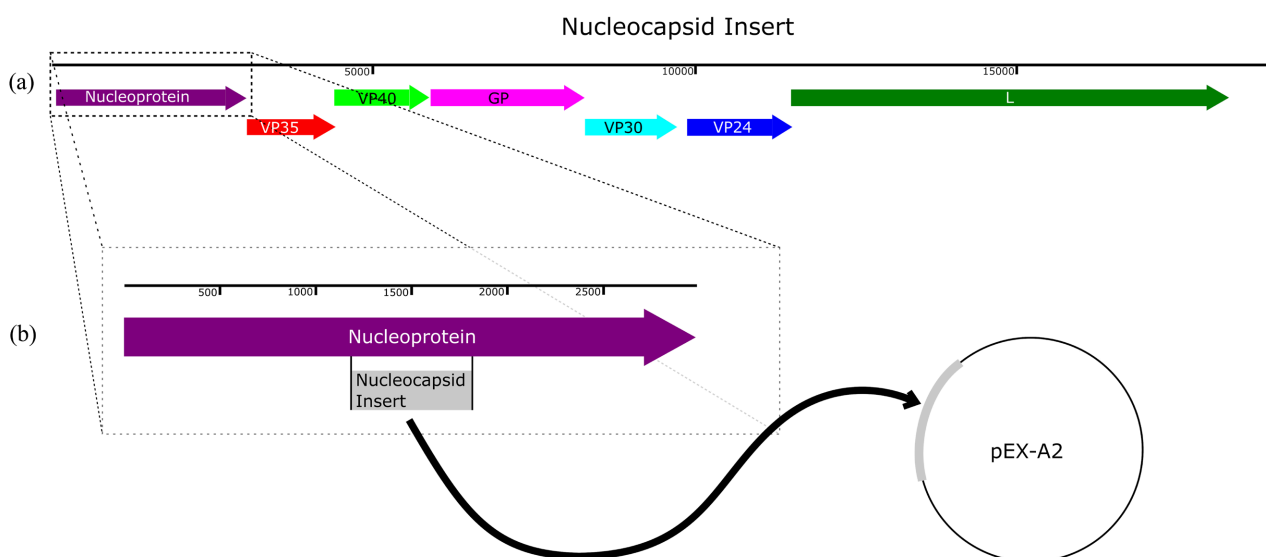 Nucleocapsid Insert
(a)
5000 10000 15000
Nucleoprotein VP40 GP L
VP35 VP30 VP24
500 1000 1500 2000 2500
(b)
Nucleoprotein
Nucleocapsid
Insert
pEX-A2